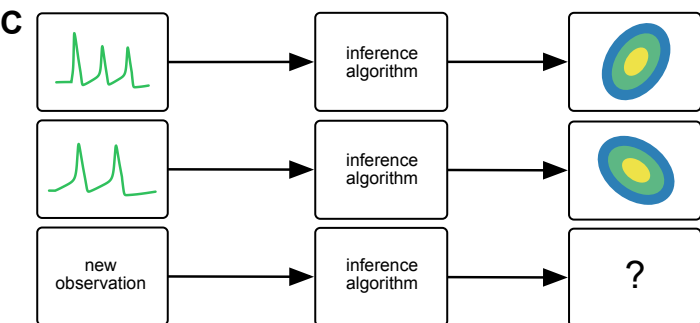 C
inference
algorithm
inference
algorithm
new
observation
inference
algorithm
?